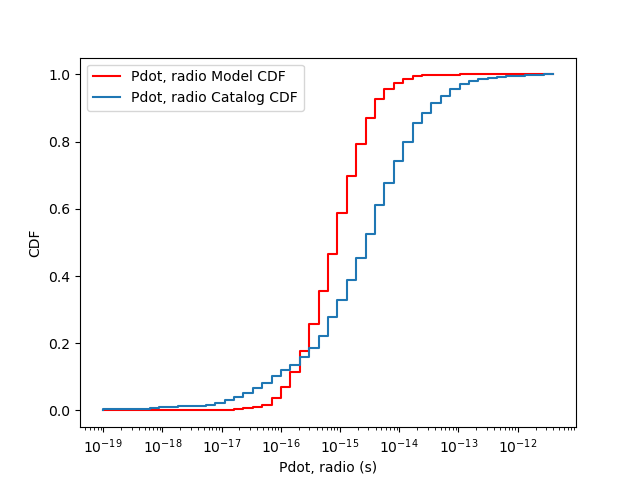 Pdot, radio Model CDF
Pdot, radio Catalog CDF
1.0
0.8
0.6
0.4
0.2
0.0
CDF
10⁻¹⁹ 10⁻¹⁸ 10⁻¹⁷ 10⁻¹⁶ 10⁻¹⁵ 10⁻¹⁴ 10⁻¹³ 10⁻¹²
Pdot, radio (s)